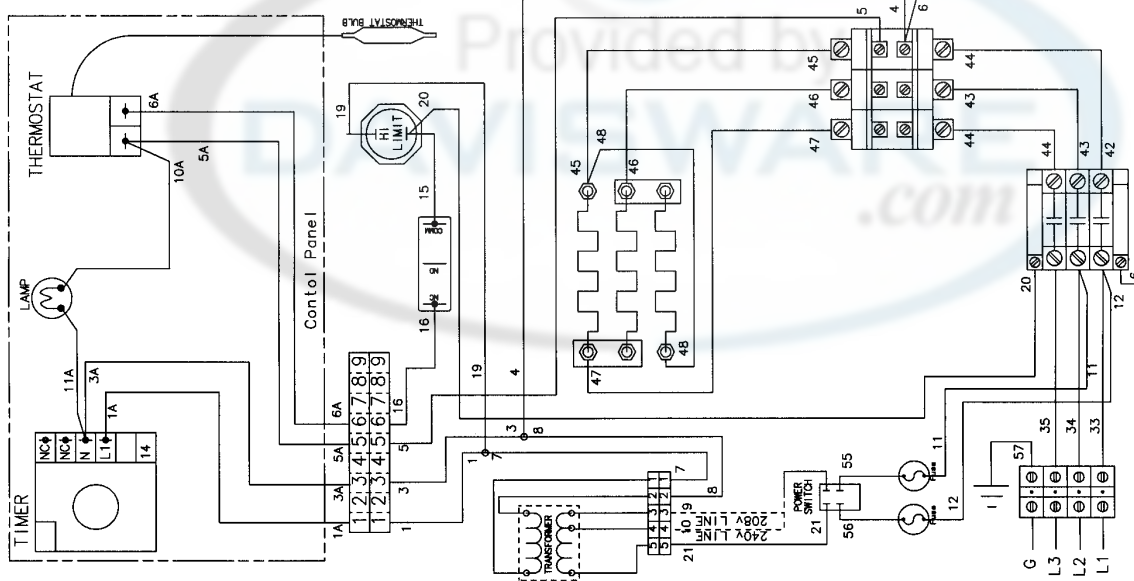 THERMOSTAT BULB
THERMOSTAT
6A
5A
10A
LAMP
11A
3A
1A
TIMER
NC
NC
N
L1
14
Contol Panel
1A
3A
5A
6A
1 2 3 4 5 6 7 8 9
1 2 3 4 5 6 7 8 9
1
3
5
16
19
20
HI
LIMIT
15
COMM
16
19
4
1
7
3
8
45
48
46
47
48
5
4
6
45
46
47
44
43
44
42
44
43
42
20
12
11
TRANSFORMER
1
2
3
4
5
1
2
3
4
5
7
8
9
10
21
208v LINE
240v LINE
POWER
SWITCH
21
55
56
Fuse
Fuse
11
12
57
35
34
33
G
L3
L2
L1
Provided by
DAVISWARE
.com